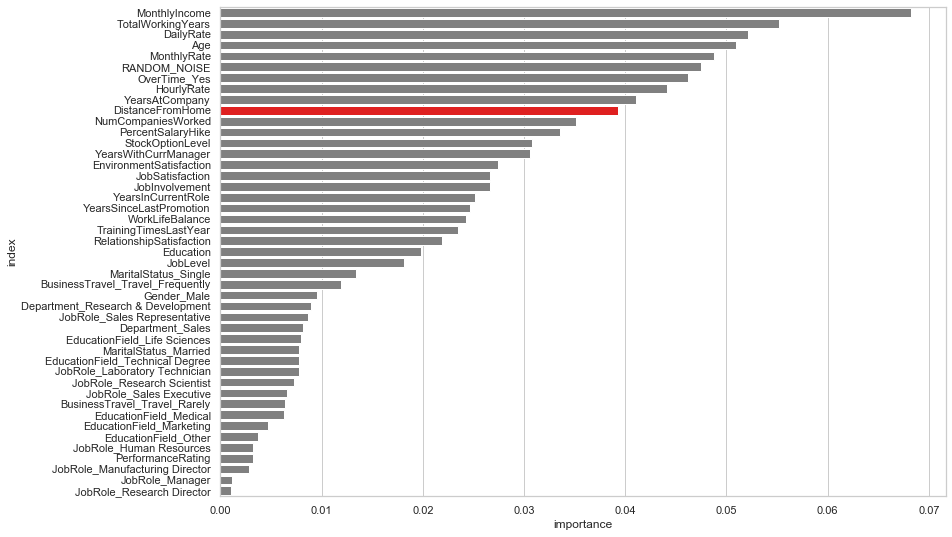 MonthlyIncome
TotalWorkingYears
DailyRate
Age
MonthlyRate
RANDOM_NOISE
OverTime_Yes
HourlyRate
YearsAtCompany
DistanceFromHome
NumCompaniesWorked
PercentSalaryHike
StockOptionLevel
YearsWithCurrManager
EnvironmentSatisfaction
JobSatisfaction
JobInvolvement
YearsInCurrentRole
YearsSinceLastPromotion
WorkLifeBalance
TrainingTimesLastYear
RelationshipSatisfaction
Education
JobLevel
MaritalStatus_Single
BusinessTravel_Travel_Frequently
Gender_Male
Department_Research & Development
JobRole_Sales Representative
Department_Sales
EducationField_Life Sciences
MaritalStatus_Married
EducationField_Technical Degree
JobRole_Laboratory Technician
JobRole_Research Scientist
JobRole_Sales Executive
BusinessTravel_Travel_Rarely
EducationField_Medical
EducationField_Marketing
EducationField_Other
JobRole_Human Resources
PerformanceRating
JobRole_Manufacturing Director
JobRole_Manager
JobRole_Research Director
index
0.00 0.01 0.02 0.03 0.04 0.05 0.06 0.07
importance